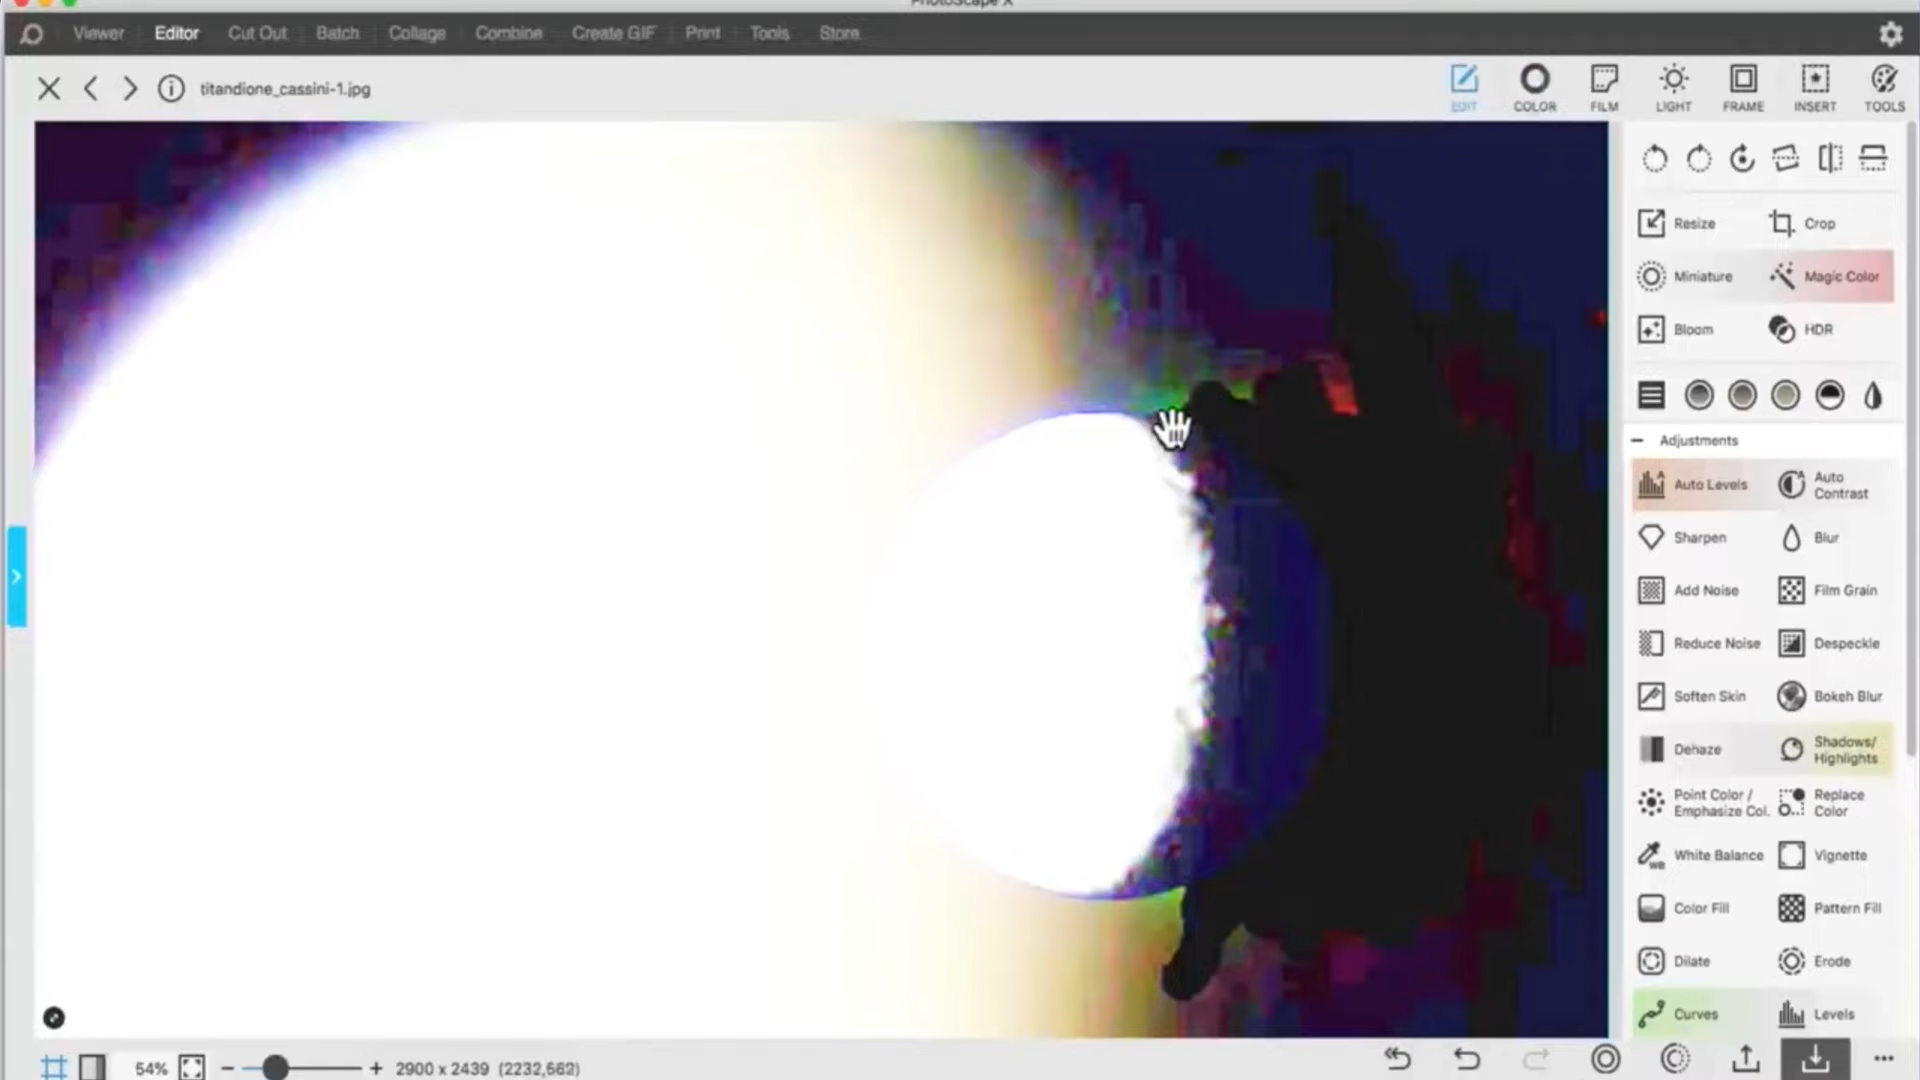 PhotoScape X
Viewer Editor Cut Out Batch Collage Combine Create GIF Print Tools Store
titandione_cassini-1.jpg
EDIT COLOR FILM LIGHT FRAME INSERT TOOLS
Resize Crop
Miniature Magic Color
Bloom HDR
Adjustments
Auto Levels Auto Contrast
Sharpen Blur
Add Noise Film Grain
Reduce Noise Despeckle
Soften Skin Bokeh Blur
Dehaze Shadows/ Highlights
Point Color / Emphasize Col. Replace Color
White Balance Vignette
Color Fill Pattern Fill
Dilate Erode
Curves Levels
54% 2900 x 2439 (2232,562)